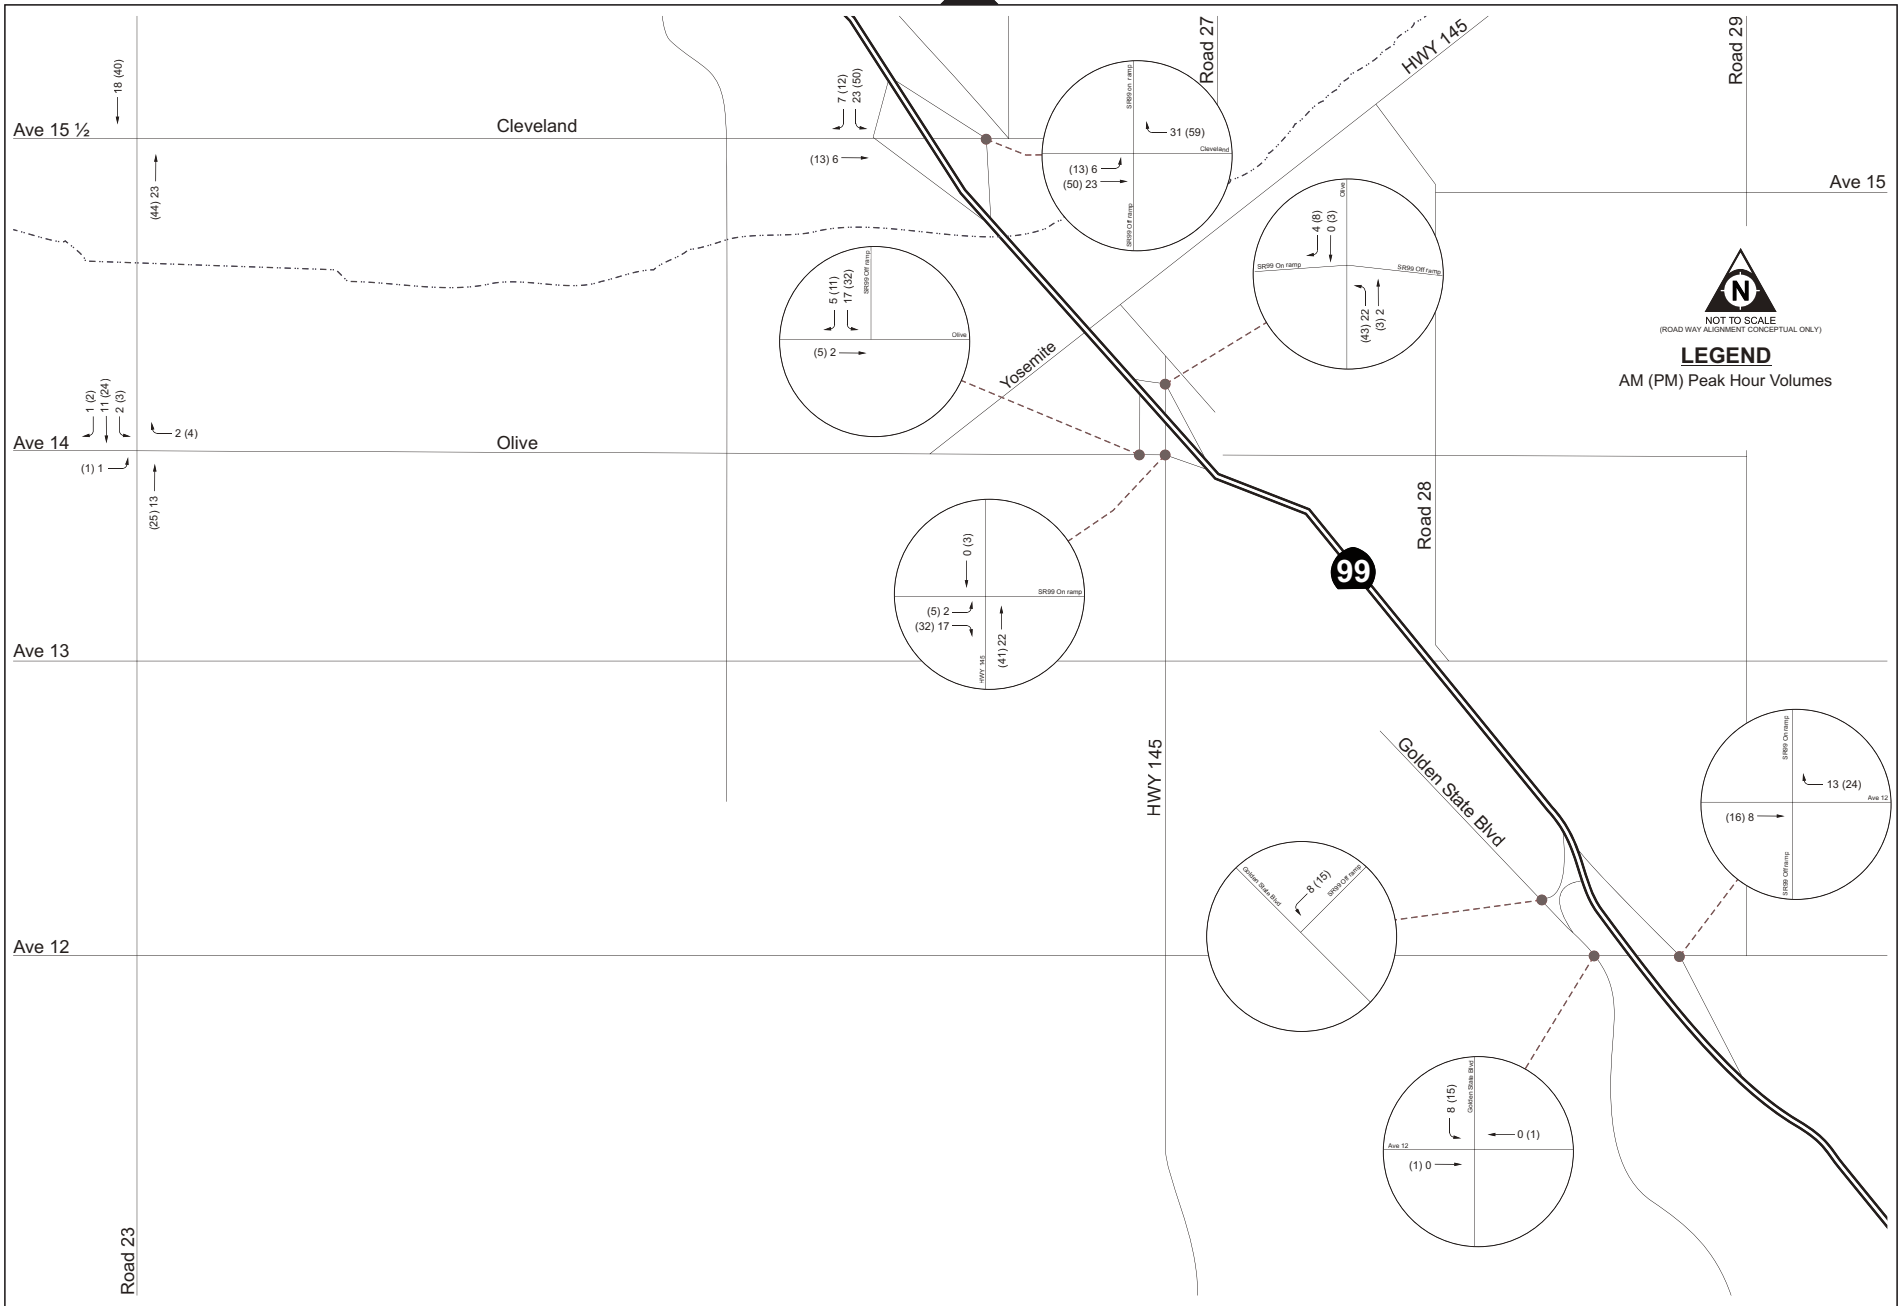 Road 27
HWY 145
Road 29
18 (40)
Ave 15 ½
Cleveland
(44) 23
7 (12)
23 (50)
(13) 6
SR99 on ramp
31 (59)
Cleveland
(13) 6
(50) 23
SR99 Off ramp
Ave 15
Olive
4 (8)
0 (3)
SR99 On ramp
SR99 Off ramp
(43) 22
(3) 2
N
NOT TO SCALE
(ROAD WAY ALIGNMENT CONCEPTUAL ONLY)
LEGEND
AM (PM) Peak Hour Volumes
5 (11)
17 (32)
SR99 Off ramp
Olive
(5) 2
Yosemite
1 (2)
11 (24)
2 (3)
2 (4)
Ave 14
Olive
(1) 1
(25) 13
Road 28
99
0 (3)
SR99 On ramp
(5) 2
(32) 17
(41) 22
HWY 145
Ave 13
HWY 145
Golden State Blvd
SR99 On ramp
13 (24)
Ave 12
(16) 8
SR99 Off ramp
Golden State Blvd
8 (15)
SR99 Off ramp
Ave 12
8 (15)
Golden State Blvd
0 (1)
Ave 12
(1) 0
Road 23